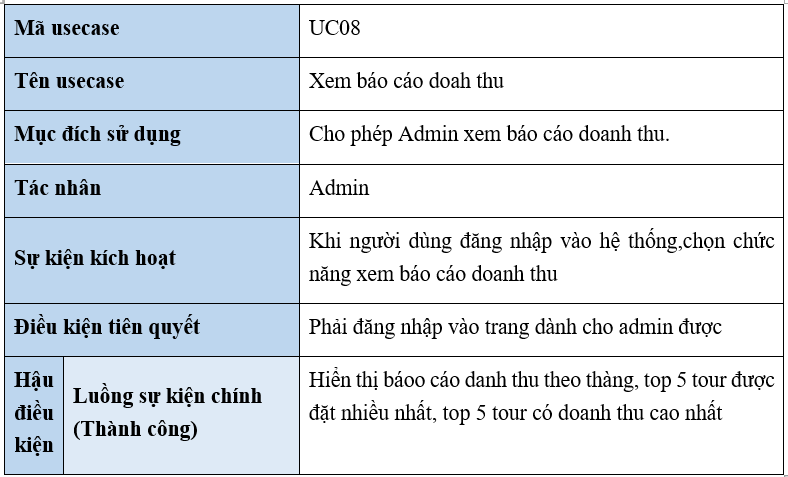 Mã usecase
UC08
Tên usecase
Xem báo cáo doah thu
Mục đích sử dụng
Cho phép Admin xem báo cáo doanh thu.
Tác nhân
Admin
Sự kiện kích hoạt
Khi người dùng đăng nhập vào hệ thống,chọn chức
năng xem báo cáo doanh thu
Điều kiện tiên quyết
Phải đăng nhập vào trang dành cho admin được
Hậu
điều
kiện
Luồng sự kiện chính
(Thành công)
Hiển thị báoo cáo danh thu theo thàng, top 5 tour được
đặt nhiều nhất, top 5 tour có doanh thu cao nhất